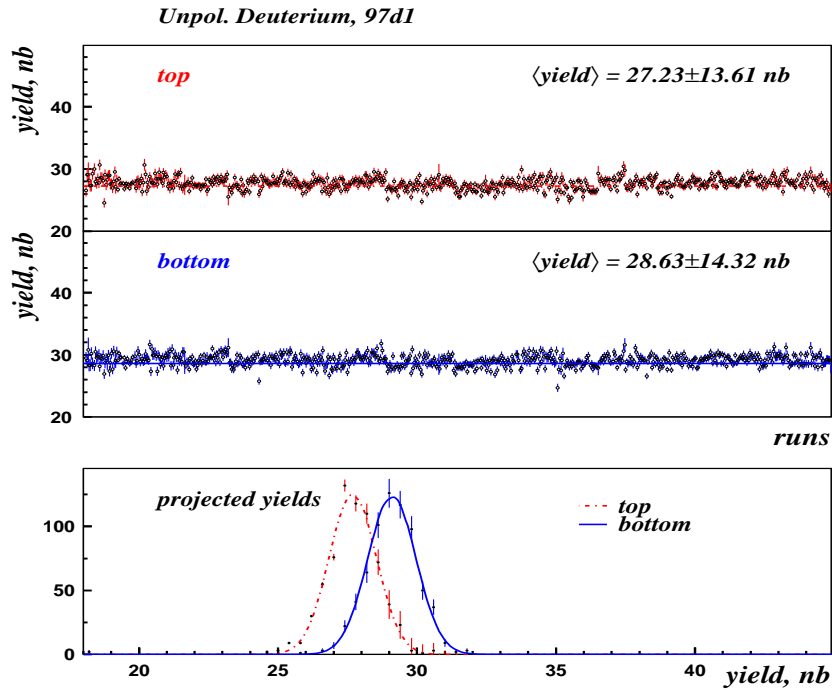 Unpol. Deuterium, 97d1
yield, nb
top
⟨yield⟩ = 27.23±13.61 nb
40
30
20
yield, nb
bottom
⟨yield⟩ = 28.63±14.32 nb
40
30
20
runs
projected yields
top
bottom
100
50
0
20 25 30 35 40
yield, nb